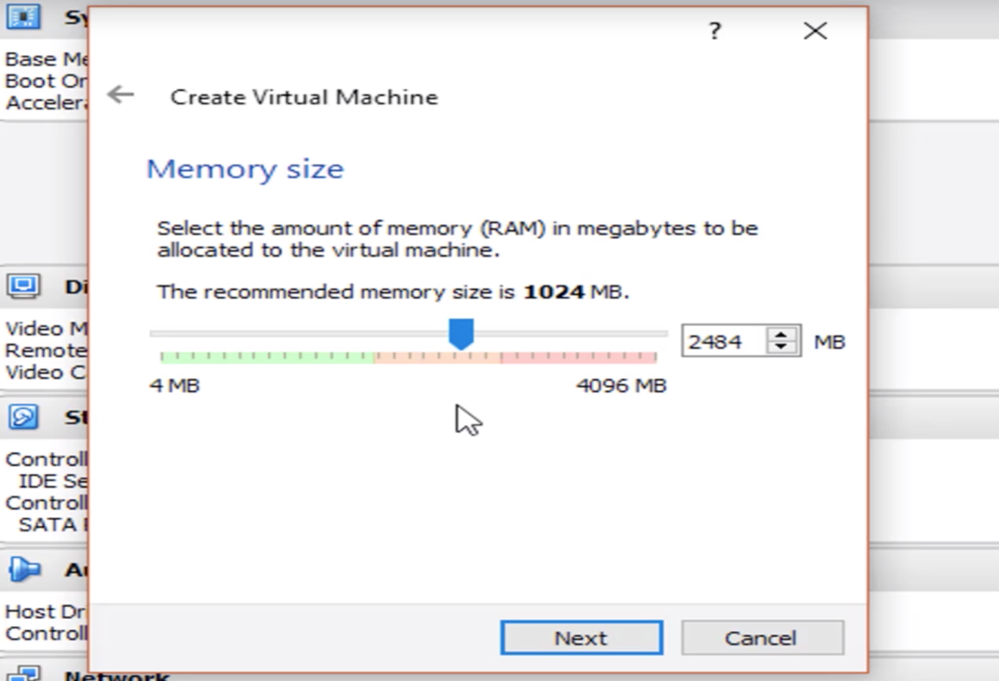 ?
Create Virtual Machine
Memory size
Select the amount of memory (RAM) in megabytes to be
allocated to the virtual machine.
The recommended memory size is 1024 MB.
2484 MB
4 MB 4096 MB
Next Cancel
Sy
Base Me
Boot Or
Acceler
Di
Video M
Remote
Video C
St
Controll
IDE Se
Controll
SATA
Au
Host Dr
Controll
Network